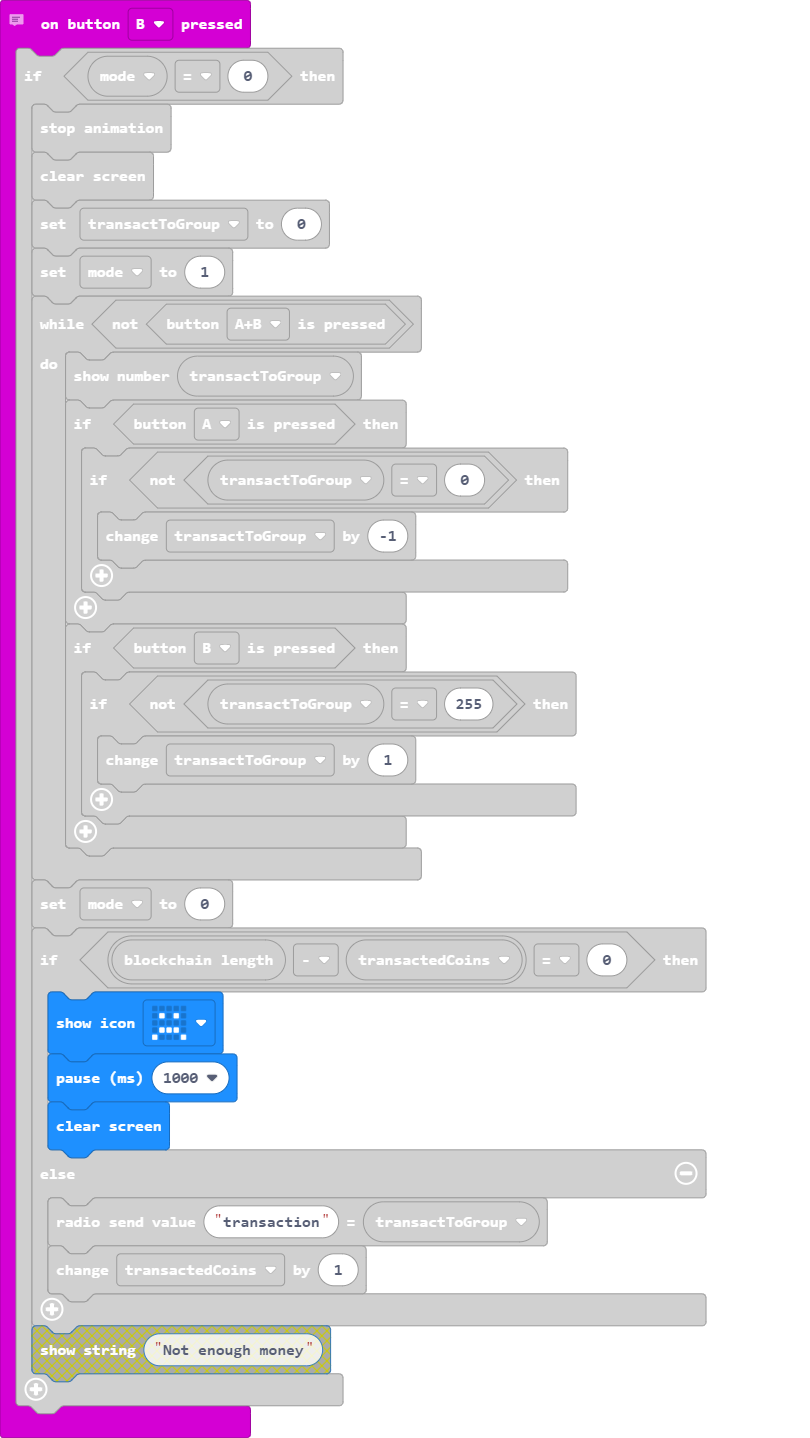 on button B pressed
if mode = 0 then
stop animation
clear screen
set transactToGroup to 0
set mode to 1
while not button A+B is pressed
do
show number transactToGroup
if button A is pressed then
if not transactToGroup = 0 then
change transactToGroup by -1
if button B is pressed then
if not transactToGroup = 255 then
change transactToGroup by 1
set mode to 0
if blockchain length - transactedCoins = 0 then
show icon
pause (ms) 1000
clear screen
else
radio send value "transaction" = transactToGroup
change transactedCoins by 1
show string "Not enough money"